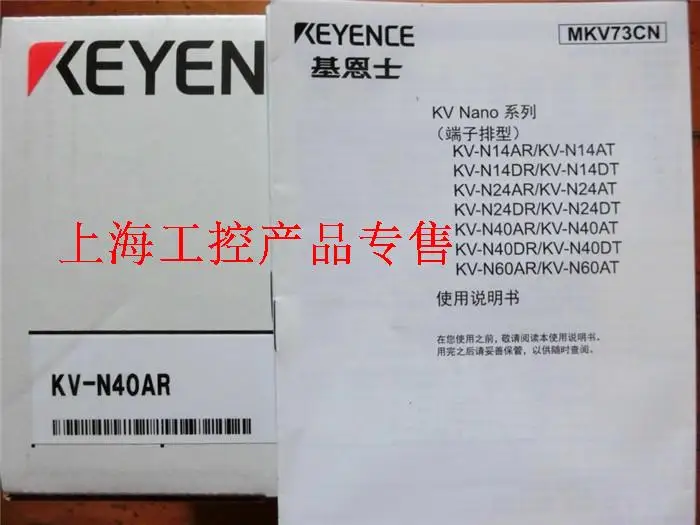 KEYEN
KV-N40AR
KEYENCE
基恩士
MKV73CN
KV Nano 系列
（端子排型）
KV-N14AR/KV-N14AT
KV-N14DR/KV-N14DT
KV-N24AR/KV-N24AT
KV-N24DR/KV-N24DT
KV-N40AR/KV-N40AT
KV-N40DR/KV-N40DT
KV-N60AR/KV-N60AT
使用说明书
在您使用之前，敬请阅读本使用说明书。
用完之后请妥善保管，以供随时查阅。
上海工控产品专售